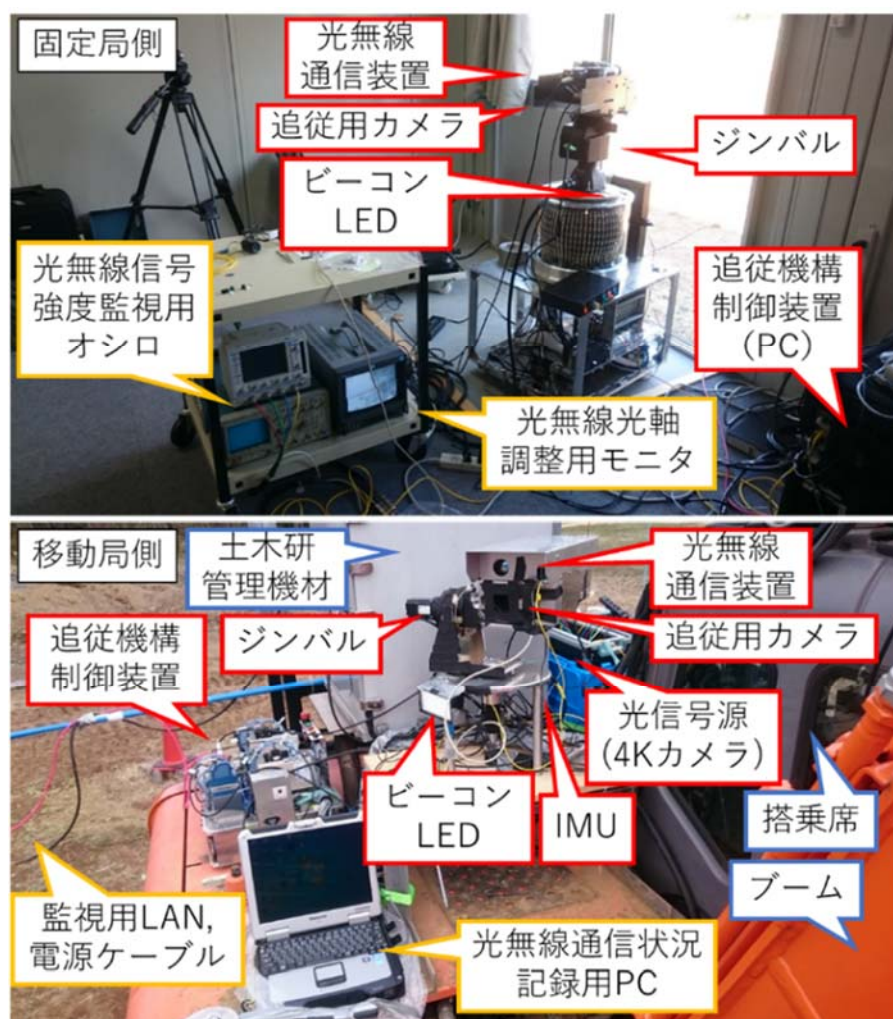 固定局側
光無線
通信装置
追従用カメラ
ジンバル
ビーコン
LED
光無線信号
強度監視用
オシロ
追従機構
制御装置
(PC)
光無線光軸
調整用モニタ
移動局側
土木研
管理機材
光無線
通信装置
追従機構
制御装置
ジンバル
追従用カメラ
光信号源
(4Kカメラ)
ビーコン
LED
IMU
搭乗席
ブーム
監視用LAN,
電源ケーブル
光無線通信状況
記録用PC